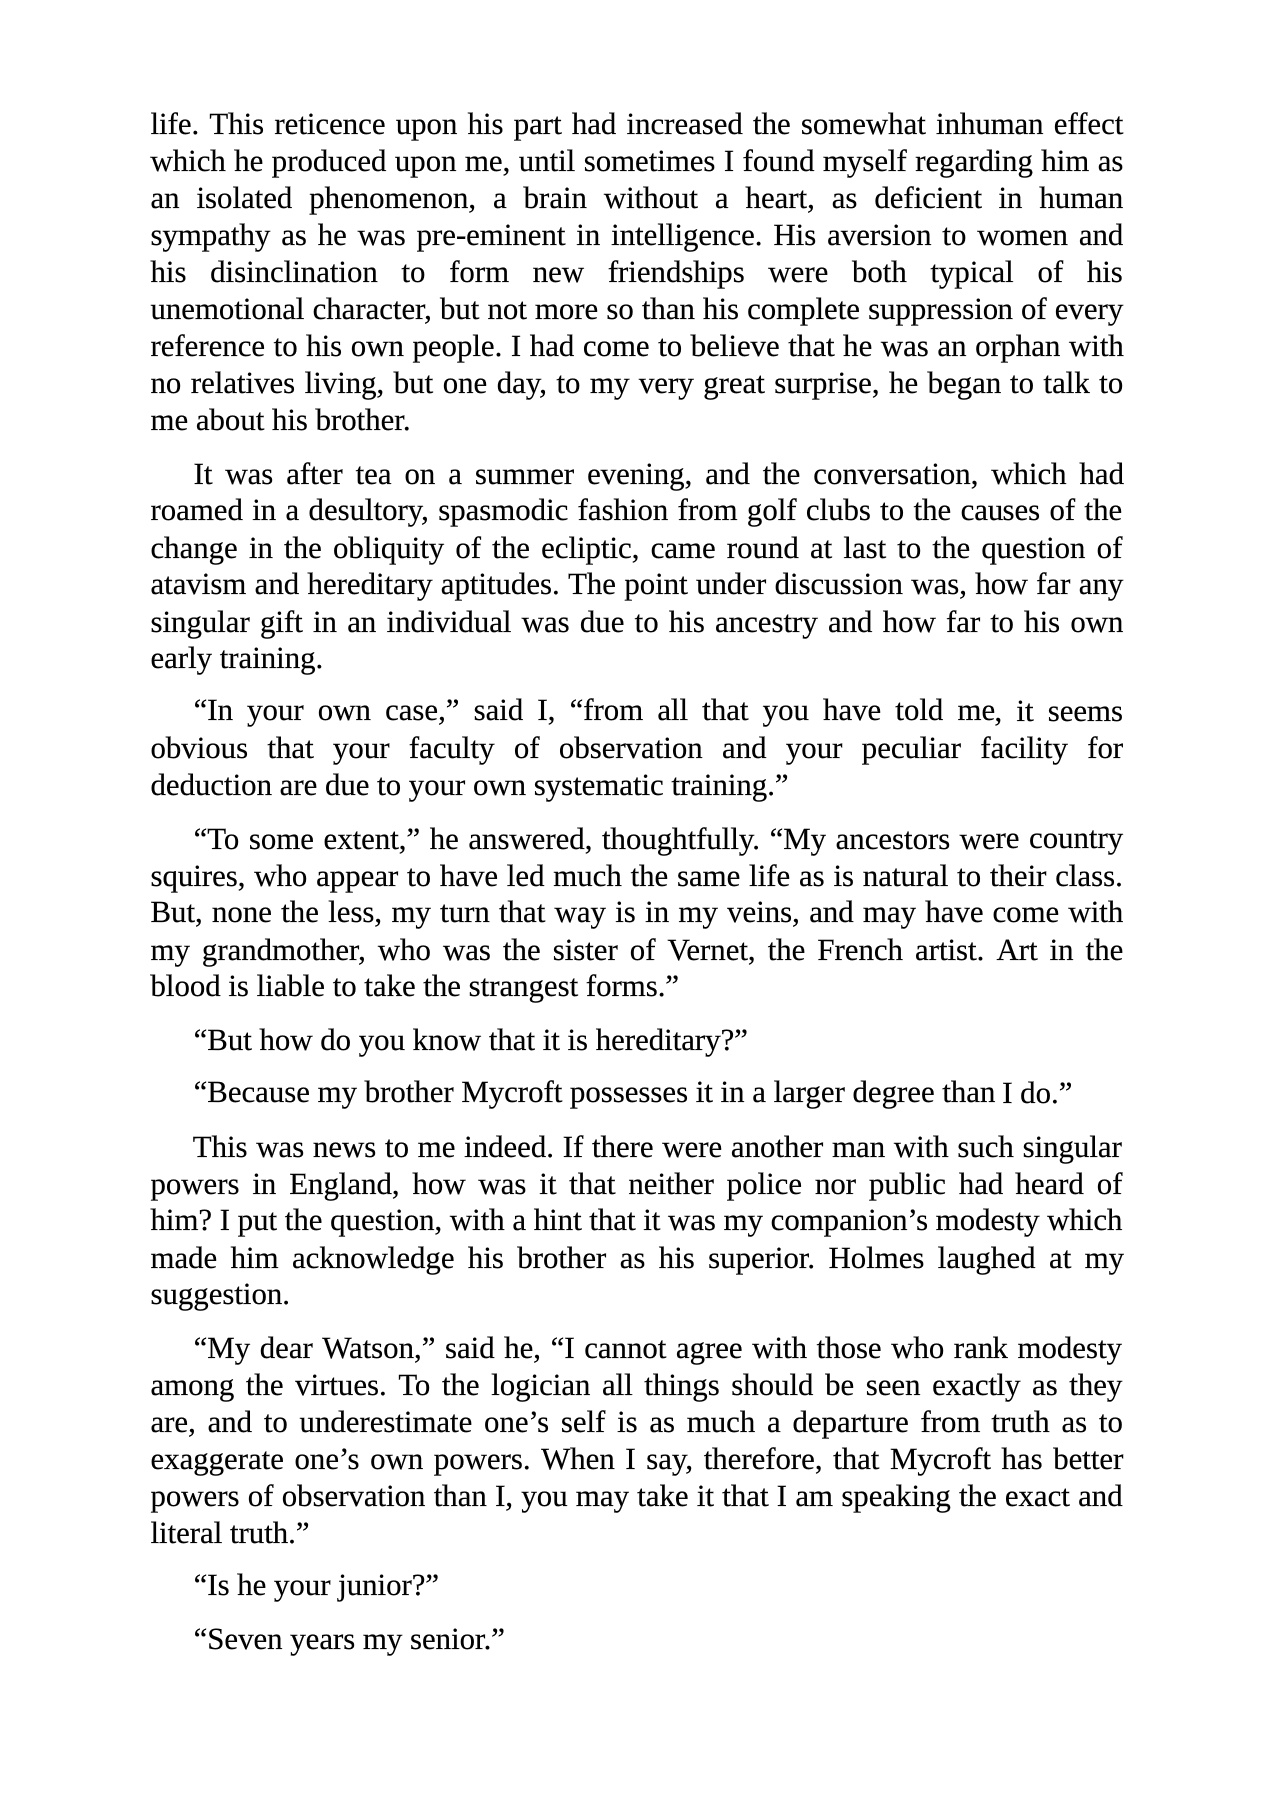 life. This reticence upon his part had increased the somewhat inhuman effect
which he produced upon me, until sometimes I found myself regarding him as
an isolated phenomenon, a brain without a heart, as deficient in human
sympathy as he was pre-eminent in intelligence. His aversion to women and
his disinclination to form new friendships were both typical of his
unemotional character, but not more so than his complete suppression of every
reference to his own people. I had come to believe that he was an orphan with
no relatives living, but one day, to my very great surprise, he began to talk to
me about his brother.
It was after tea on a summer evening, and the conversation, which had
roamed in a desultory, spasmodic fashion from golf clubs to the causes of the
change in the obliquity of the ecliptic, came round at last to the question of
atavism and hereditary aptitudes. The point under discussion was, how far any
singular gift in an individual was due to his ancestry and how far to his own
early training.
“In your own case,” said I, “from all that you have told me, it seems
obvious that your faculty of observation and your peculiar facility for
deduction are due to your own systematic training.”
“To some extent,” he answered, thoughtfully. “My ancestors were country
squires, who appear to have led much the same life as is natural to their class.
But, none the less, my turn that way is in my veins, and may have come with
my grandmother, who was the sister of Vernet, the French artist. Art in the
blood is liable to take the strangest forms.”
“But how do you know that it is hereditary?”
“Because my brother Mycroft possesses it in a larger degree than I do.”
This was news to me indeed. If there were another man with such singular
powers in England, how was it that neither police nor public had heard of
him? I put the question, with a hint that it was my companion’s modesty which
made him acknowledge his brother as his superior. Holmes laughed at my
suggestion.
“My dear Watson,” said he, “I cannot agree with those who rank modesty
among the virtues. To the logician all things should be seen exactly as they
are, and to underestimate one’s self is as much a departure from truth as to
exaggerate one’s own powers. When I say, therefore, that Mycroft has better
powers of observation than I, you may take it that I am speaking the exact and
literal truth.”
“Is he your junior?”
“Seven years my senior.”